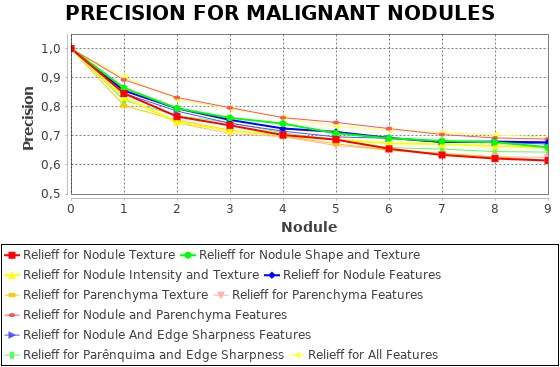 PRECISION FOR MALIGNANT NODULES
1,0
0,9
0,8
0,7
0,6
0,5
Precision
0 1 2 3 4 5 6 7 8 9
Nodule
Relieff for Nodule Texture Relieff for Nodule Shape and Texture
Relieff for Nodule Intensity and Texture Relieff for Nodule Features
Relieff for Parenchyma Texture Relieff for Parenchyma Features
Relieff for Nodule and Parenchyma Features
Relieff for Nodule And Edge Sharpness Features
Relieff for Parênquima and Edge Sharpness Relieff for All Features